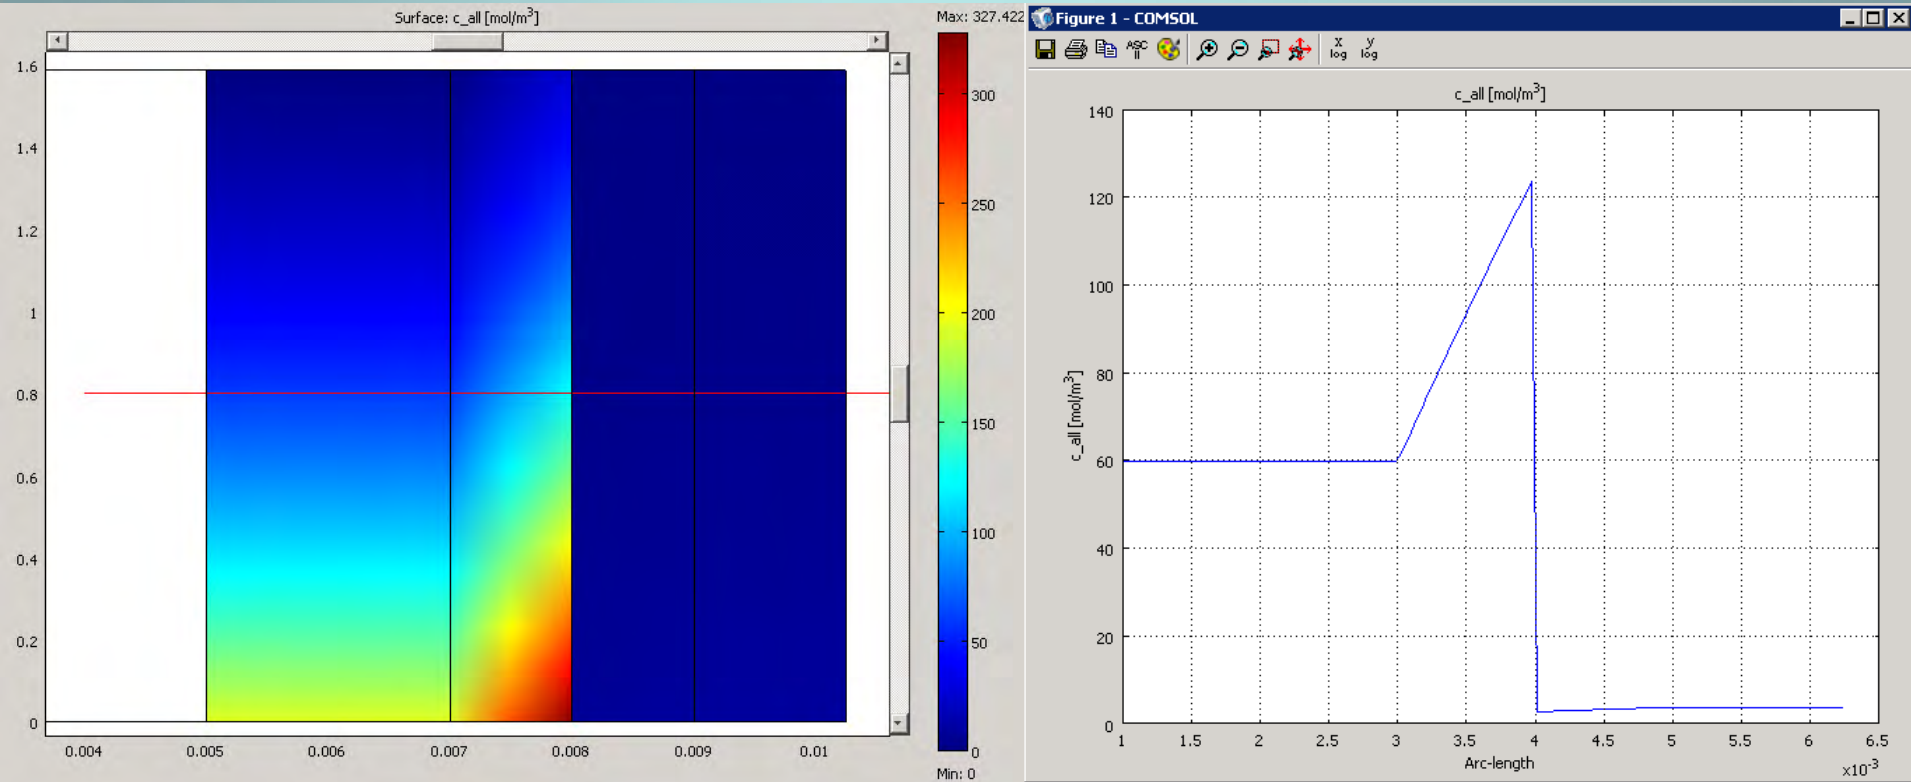 Surface: c_all [mol/m³]
Max: 327.422
1.6
1.4
1.2
1
0.8
0.6
0.4
0.2
0
0.004 0.005 0.006 0.007 0.008 0.009 0.01
300
250
200
150
100
50
0
Min: 0
Figure 1 - COMSOL
ASC
II
x
log
y
log
c_all [mol/m³]
140
120
100
80
60
40
20
0
c_all [mol/m³]
1 1.5 2 2.5 3 3.5 4 4.5 5 5.5 6 6.5
Arc-length
x10⁻³